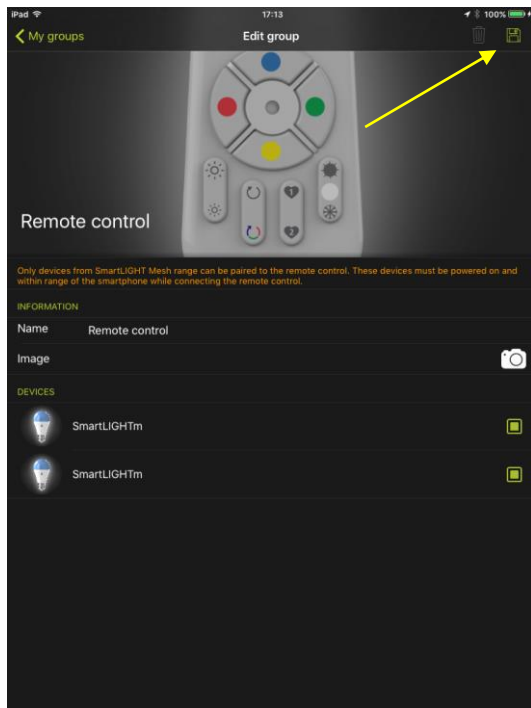 iPad 17:13 100%
My groups Edit group
1
2
Remote control
Only devices from SmartLIGHT Mesh range can be paired to the remote control. These devices must be powered on and
within range of the smartphone while connecting the remote control.
INFORMATION
Name Remote control
Image
DEVICES
SmartLIGHTm
SmartLIGHTm